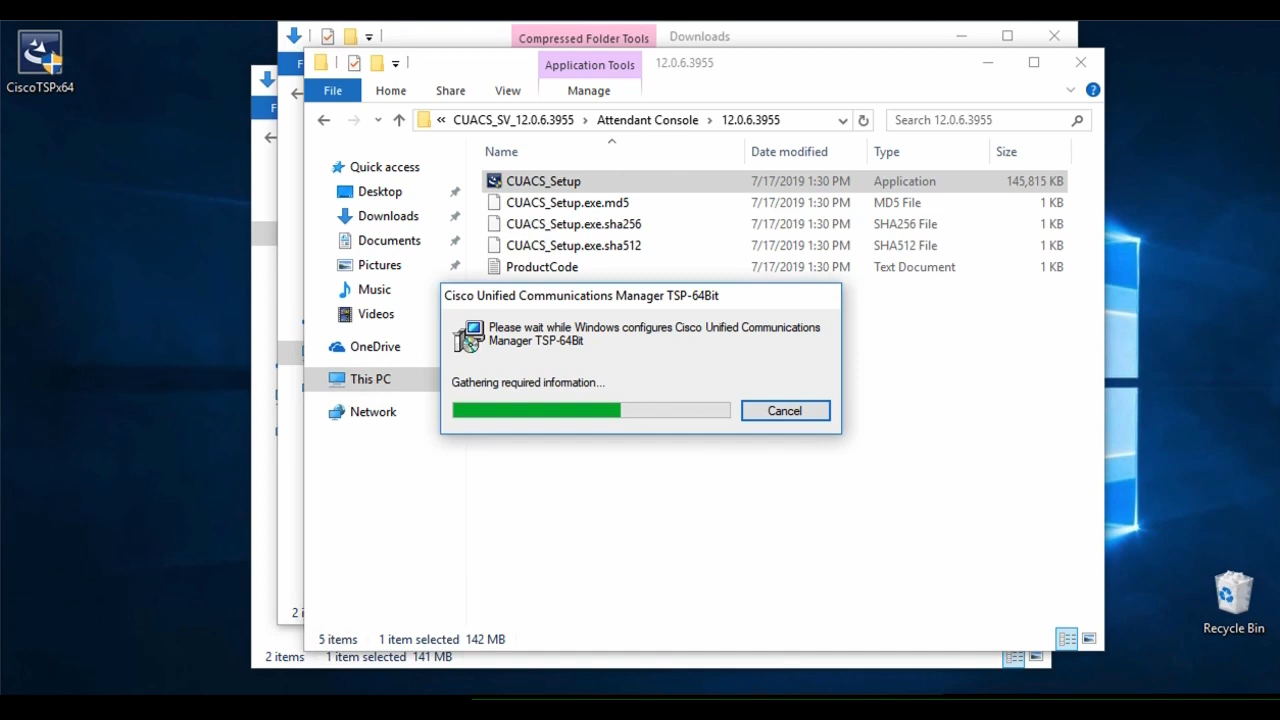 CiscoTSPx64
Compressed Folder Tools
Downloads
Application Tools
12.0.6.3955
File
Home
Share
View
Manage
« CUACS_SV_12.0.6.3955 > Attendant Console > 12.0.6.3955
Search 12.0.6.3955
Name
Date modified
Type
Size
CUACS_Setup 7/17/2019 1:30 PM Application 145,815 KB
CUACS_Setup.exe.md5 7/17/2019 1:30 PM MD5 File 1 KB
CUACS_Setup.exe.sha256 7/17/2019 1:30 PM SHA256 File 1 KB
CUACS_Setup.exe.sha512 7/17/2019 1:30 PM SHA512 File 1 KB
ProductCode 7/17/2019 1:30 PM Text Document 1 KB
Quick access
Desktop
Downloads
Documents
Pictures
Music
Videos
OneDrive
This PC
Network
Cisco Unified Communications Manager TSP-64Bit
Please wait while Windows configures Cisco Unified Communications
Manager TSP-64Bit
Gathering required information...
Cancel
5 items 1 item selected 142 MB
2 items 1 item selected 141 MB
Recycle Bin